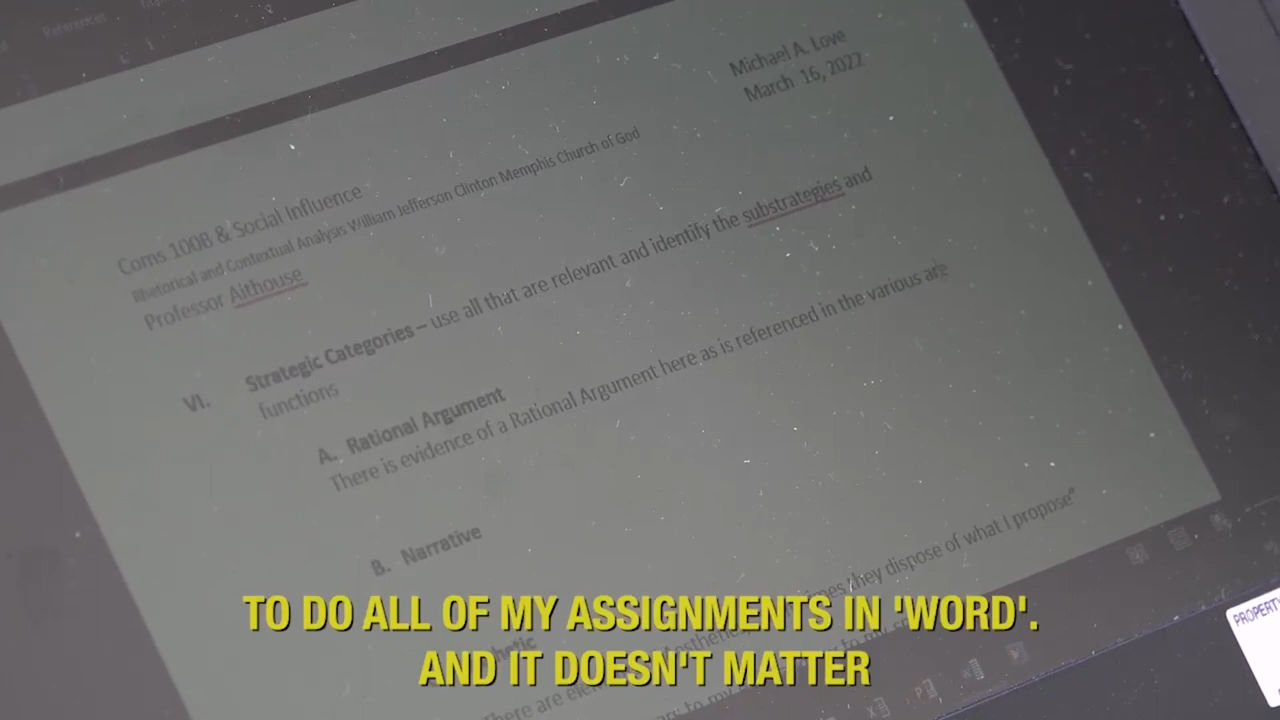 References
Michael A. Love
March 16, 2022
Coms 100B & Social Influence
Rhetorical and Contextual Analysis William Jefferson Clinton Memphis Church of God
Professor Aithouse
VI. Strategic Categories – use all that are relevant and identify the substrategies and
functions
A. Rational Argument
There is evidence of a Rational Argument here as is referenced in the various are
B. Narrative
they dispose of what I propose"
TO DO ALL OF MY ASSIGNMENTS IN 'WORD'.
AND IT DOESN'T MATTER
PROPERTY